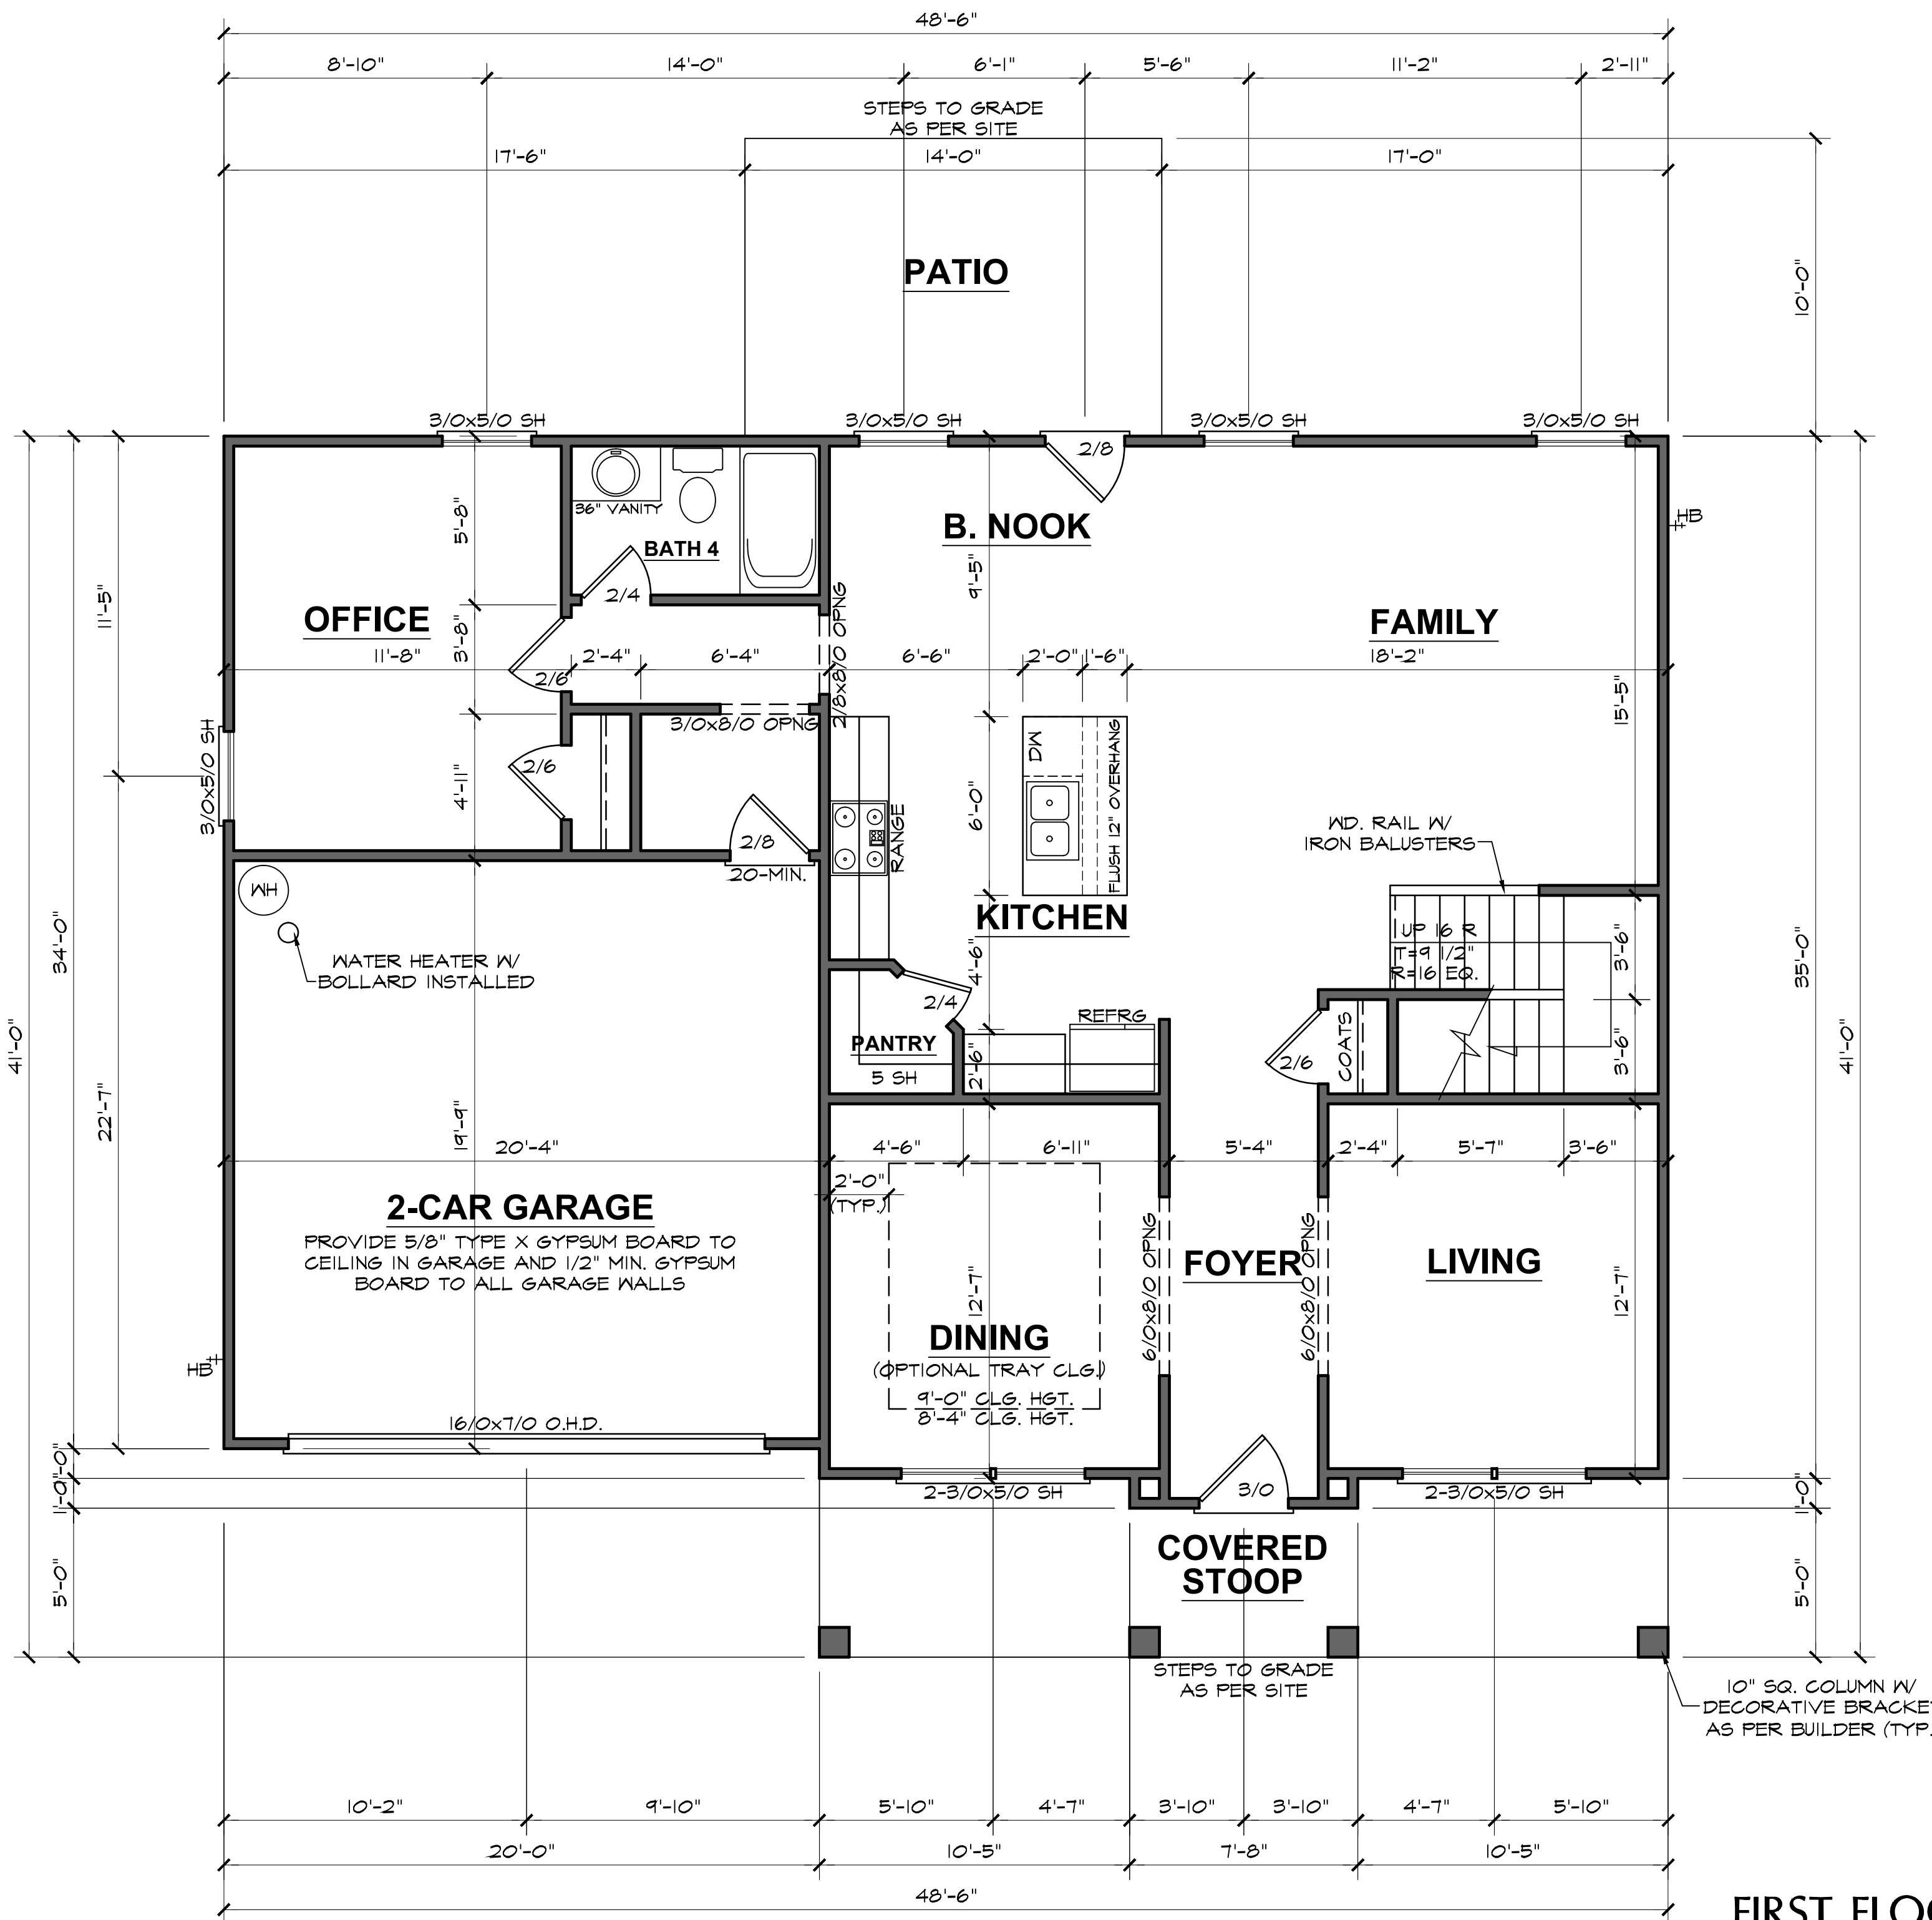 48'-6"
8'-10" 14'-0" 6'-1" 5'-6" 11'-2" 2'-11"
STEPS TO GRADE
AS PER SITE
17'-6" 14'-0" 17'-0"
PATIO
10'-0"
3/0x5/0 SH 3/0x5/0 SH 3/0x5/0 SH 3/0x5/0 SH
2/8
36" VANITY
B. NOOK
HB
5'-8"
BATH 4
9'-5"
2/4
11'-5"
OFFICE
FAMILY
3'-8"
2/8x8/0 OPNG
11'-8" 2'-4" 6'-4" 6'-6" 2'-0" 1'-6" 18'-2"
2/6
15'-5"
3/0x8/0 OPNG
3/0x5/0 SH
DW
2/6
4'-11"
6'-0"
FLUSH 12" OVERHANG
RANGE
2/8
20-MIN.
WD. RAIL W/
IRON BALUSTERS
WH
KITCHEN
34'-0"
UP 16 R
T=9 1/2"
R=16 EQ.
3'-6"
35'-0"
WATER HEATER W/
BOLLARD INSTALLED
4'-6"
2/4
REFRG
41'-0"
PANTRY
5 SH
2'-6"
2/6
COATS
3'-6"
41'-0"
22'-7"
19'-9"
20'-4" 4'-6" 6'-11" 5'-4" 2'-4" 5'-7" 3'-6"
2'-0"
(TYP.)
2-CAR GARAGE
PROVIDE 5/8" TYPE X GYPSUM BOARD TO
CEILING IN GARAGE AND 1/2" MIN. GYPSUM
BOARD TO ALL GARAGE WALLS
6/0x8/0 OPNG
FOYER
6/0x8/0 OPNG
LIVING
12'-7"
12'-7"
DINING
(OPTIONAL TRAY CLG.)
9'-0" CLG. HGT.
8'-4" CLG. HGT.
HB
16/0x7/0 O.H.D.
1'-0"
1'-0"
2-3/0x5/0 SH
3/0
2-3/0x5/0 SH
1'-0"
COVERED
STOOP
5'-0"
5'-0"
STEPS TO GRADE
AS PER SITE
10" SQ. COLUMN W/
DECORATIVE BRACKE
AS PER BUILDER (TYP.
10'-2" 9'-10" 5'-10" 4'-7" 3'-10" 3'-10" 4'-7" 5'-10"
20'-0" 10'-5" 7'-8" 10'-5"
48'-6"